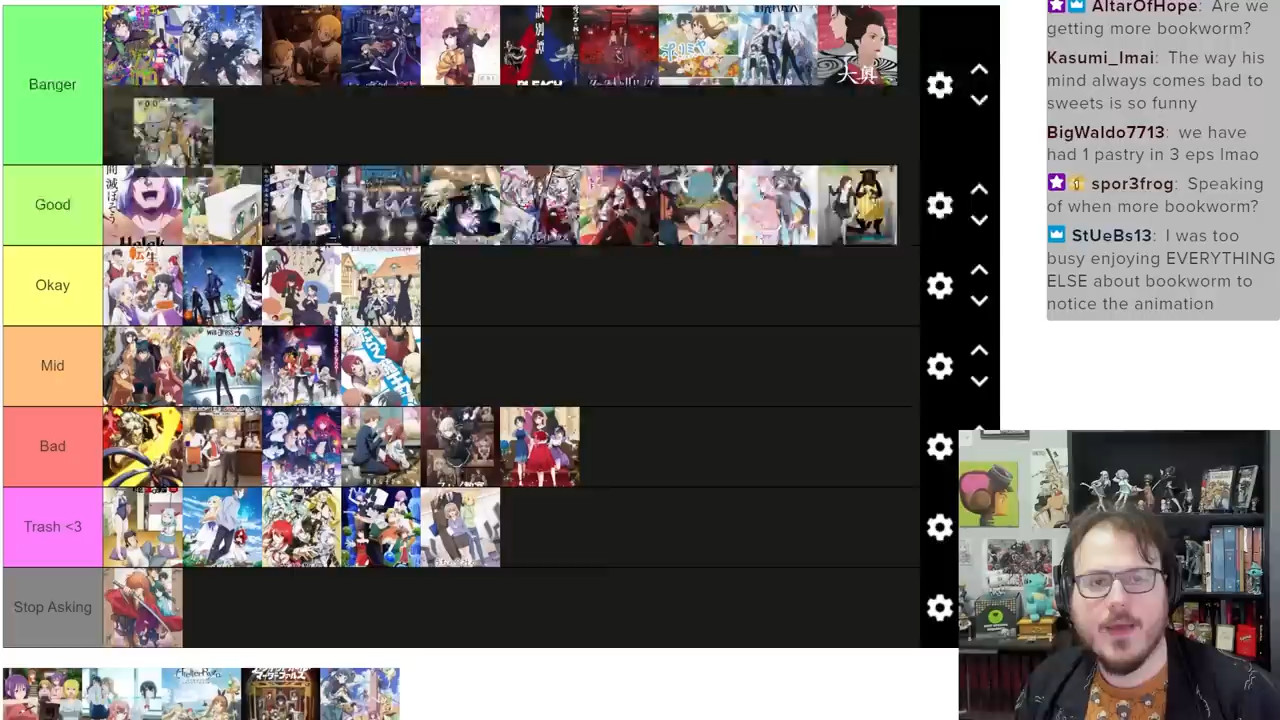 Banger
BLEACH
大奥
Good
Helck
Okay
Mid
Bad
Trash <3
Stop Asking
AltarOfHope: Are we
getting more bookworm?
Kasumi_Imai: The way his
mind always comes bad to
sweets is so funny
BigWaldo7713: we have
had 1 pastry in 3 eps lmao
spor3frog: Speaking
of when more bookworm?
StUeBs13: I was too
busy enjoying EVERYTHING
ELSE about bookworm to
notice the animation